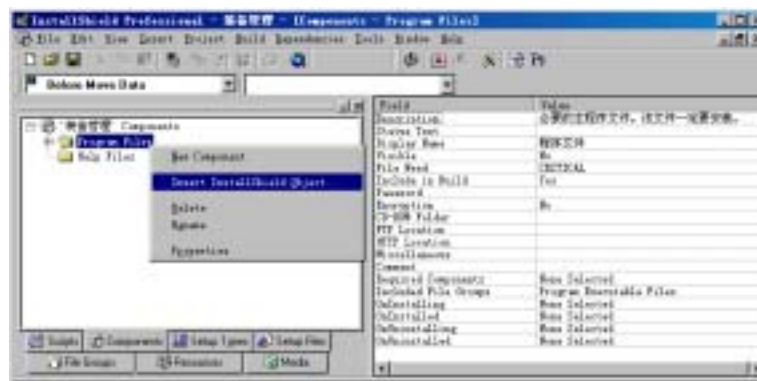 InstallShield Professional - 装备管理 - [Components - Program Files]
File Edit View Insert Project Build Dependencies Tools Window Help
Before Move Data
装备管理 Components
Program Files
Help Files
New Component
Insert InstallShield Object
Delete
Rename
Properties
Scripts
Components
Setup Types
Setup Files
File Groups
Resources
Media
Field Value
Description 必要的主程序文件，该文件一定要安装。
Status Text
Display Name 程序文件
Visible No
File Need CRITICAL
Include in Build Yes
Password
Encryption No
CD-ROM Folder
FTP Location
HTTP Location
Miscellaneous
Comment
Required Components None Selected
Included File Groups Program Executable Files
OnInstalling None Selected
OnInstalled None Selected
OnUninstalling None Selected
OnUninstalled None Selected